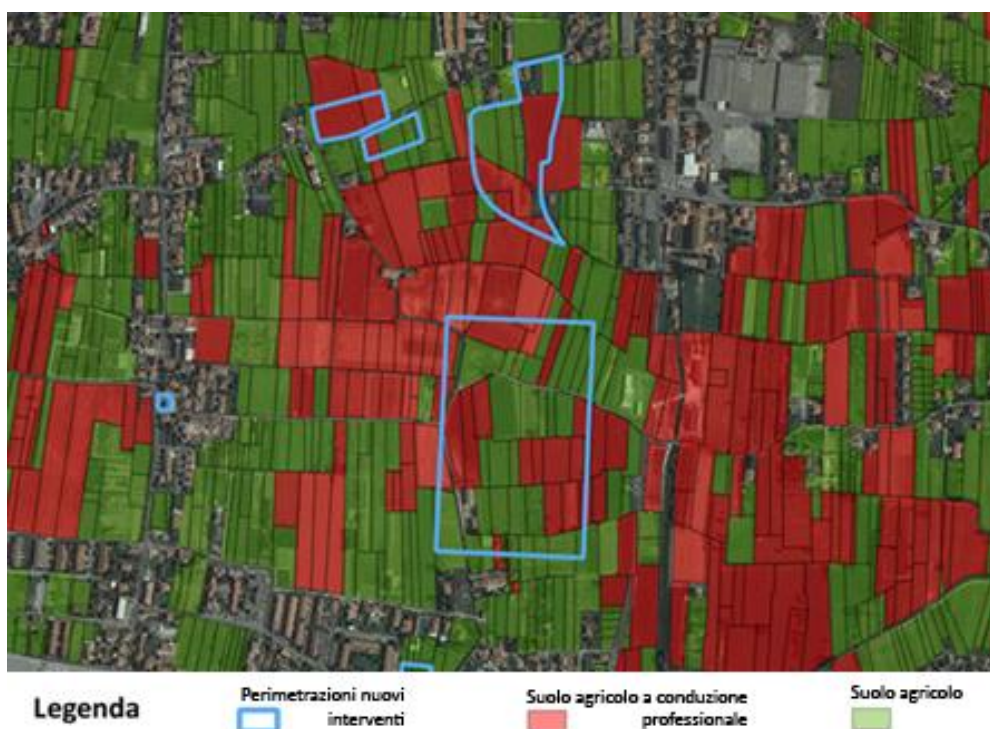 Legenda
Perimetrazioni nuovi
interventi
Suolo agricolo a conduzione
professionale
Suolo agricolo